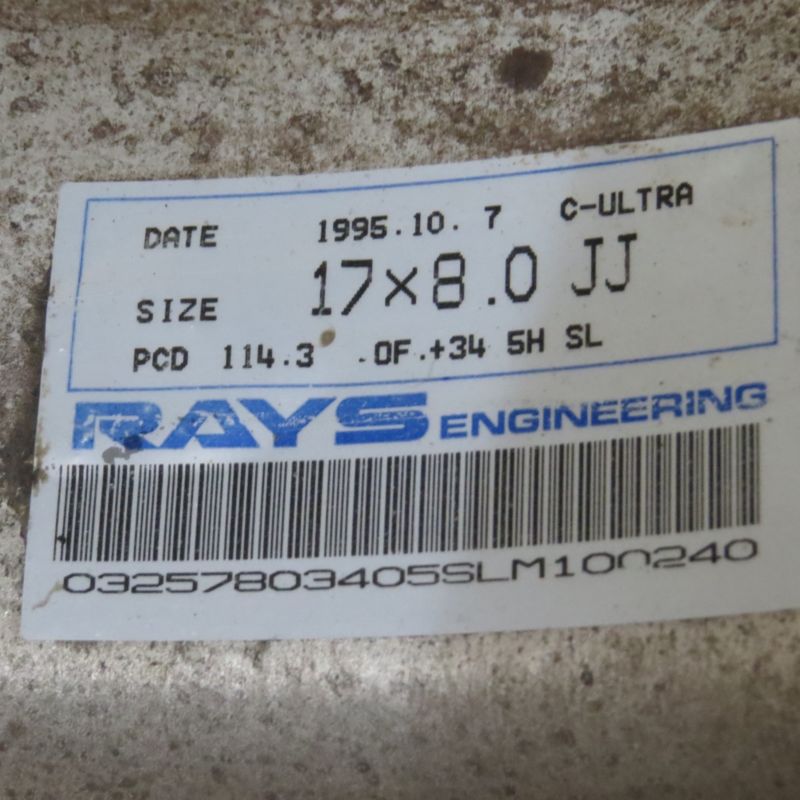 DATE 1995.10. 7 C-ULTRA
SIZE 17×8.0 JJ
PCD 114.3 .OF.+34 5H SL
RAYS ENGINEERING
03257803405SLM100240